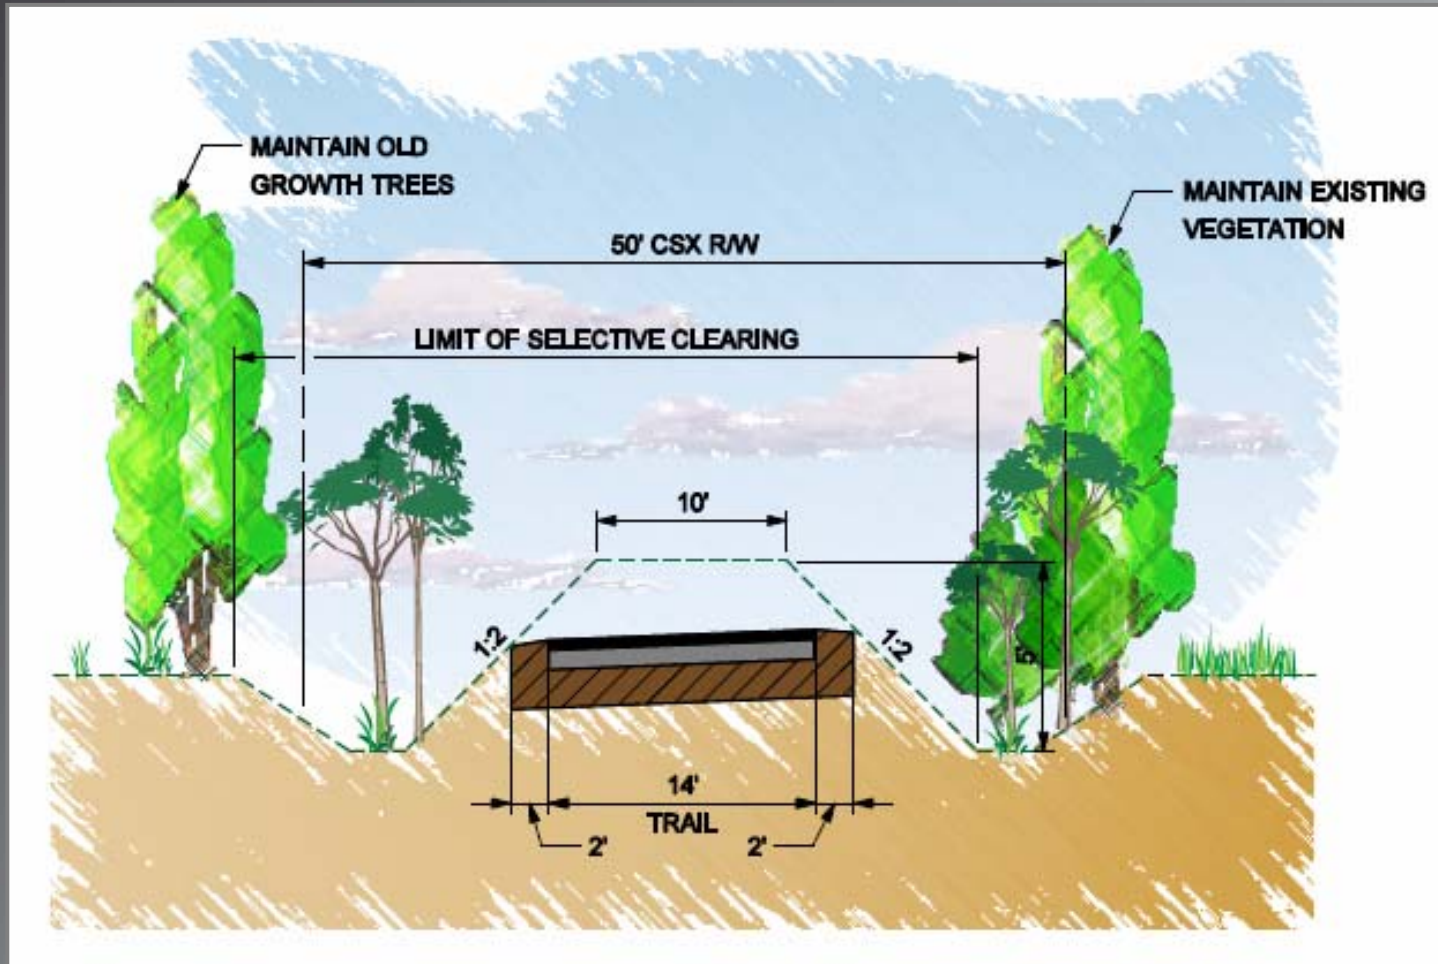 MAINTAIN OLD
GROWTH TREES
MAINTAIN EXISTING
VEGETATION
50' CSX R/W
LIMIT OF SELECTIVE CLEARING
10'
1:2
1:2
5'
14'
TRAIL
2'
2'